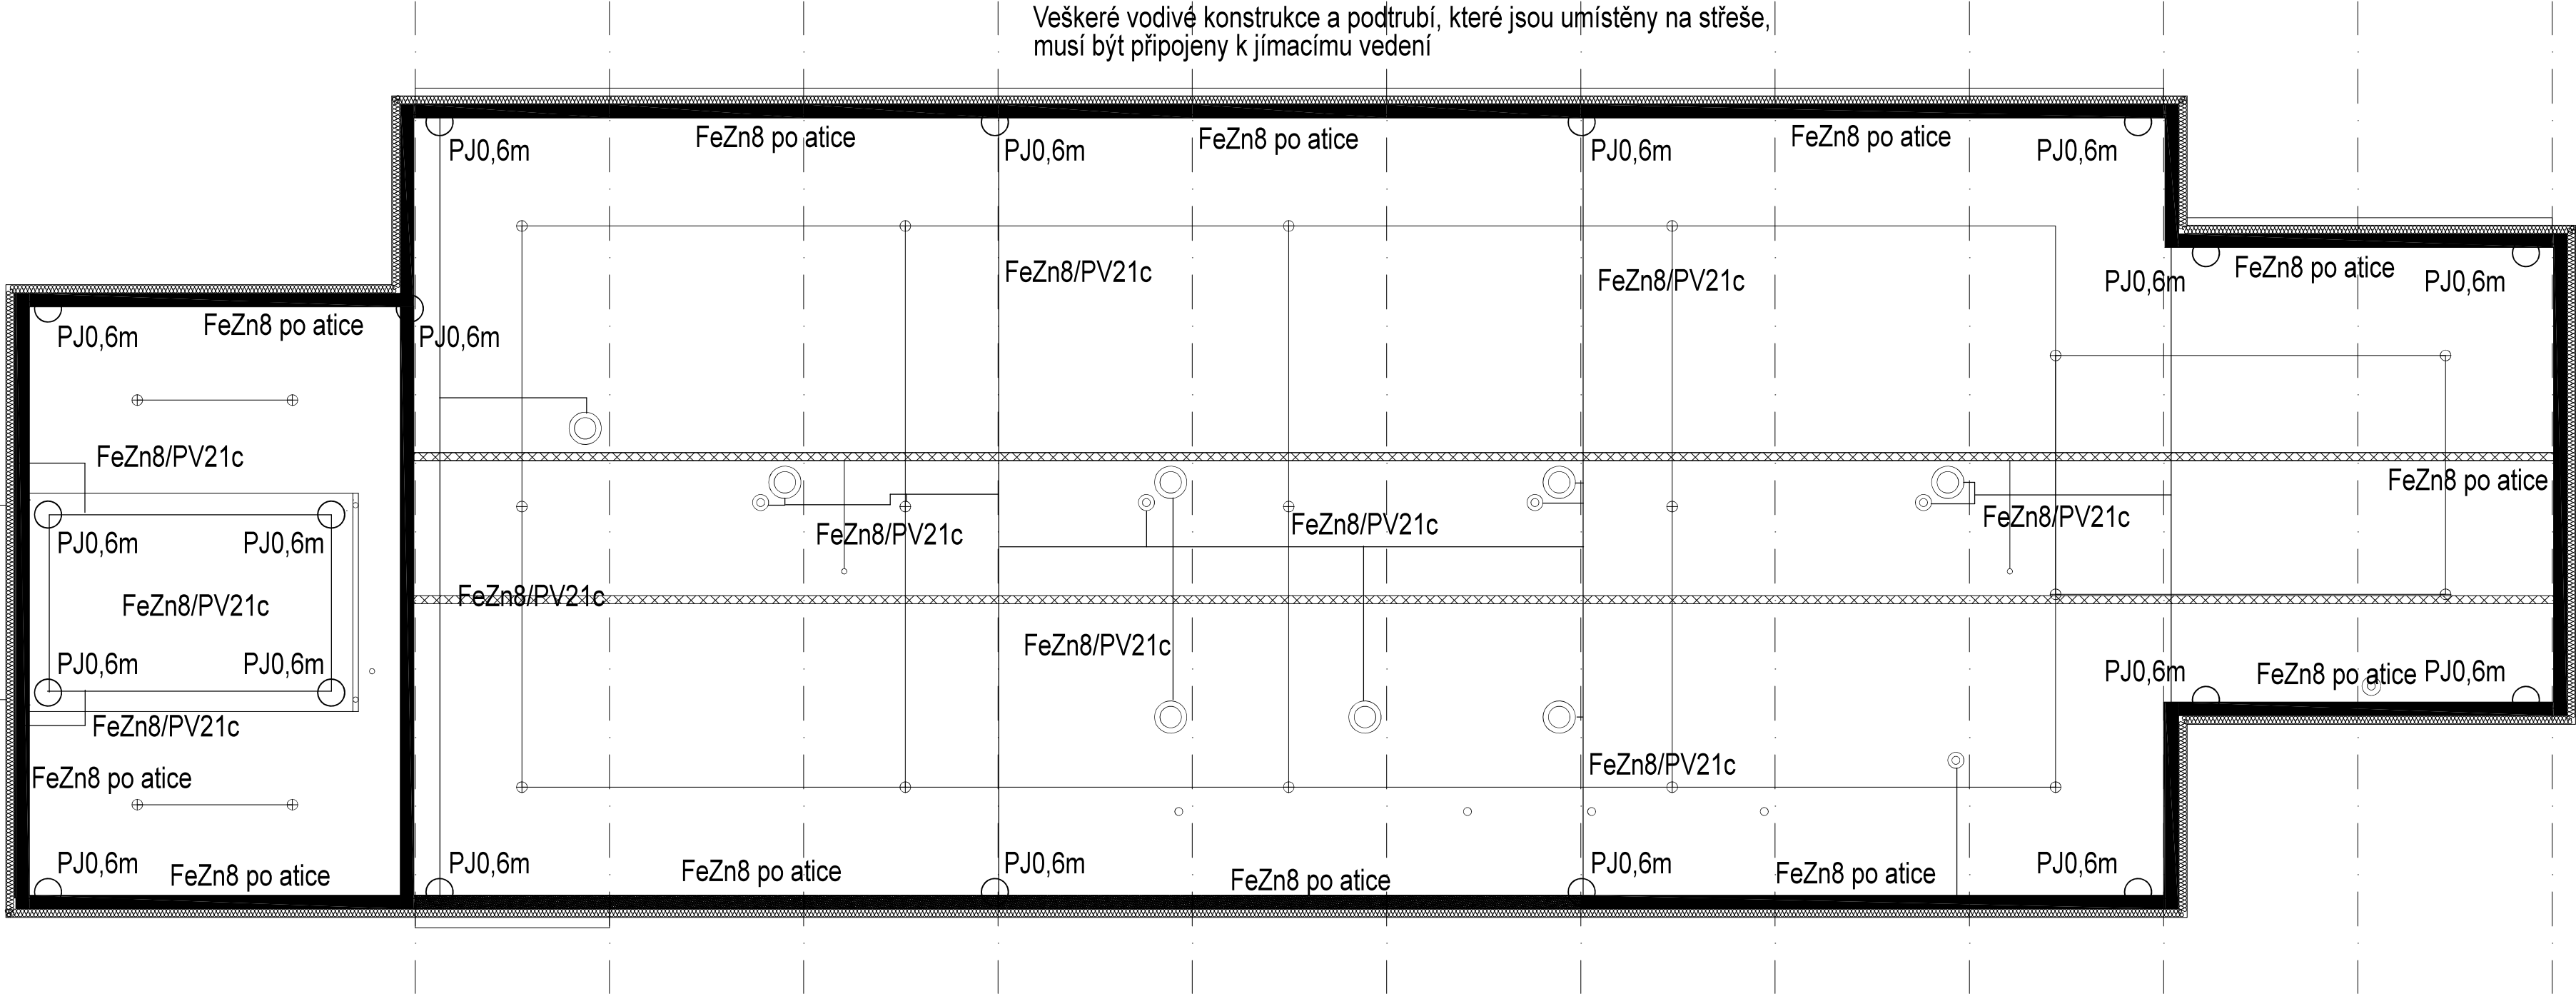 Veškeré vodivé konstrukce a podtrubí, které jsou umístěny na střeše,
musí být připojeny k jímacímu vedení
FeZn8 po atice
FeZn8 po atice
FeZn8 po atice
PJ0,6m
PJ0,6m
PJ0,6m
PJ0,6m
FeZn8/PV21c
FeZn8/PV21c
PJ0,6m
FeZn8 po atice
PJ0,6m
PJ0,6m
FeZn8 po atice
PJ0,6m
FeZn8/PV21c
FeZn8 po atice
PJ0,6m
PJ0,6m
FeZn8/PV21c
FeZn8/PV21c
FeZn8/PV21c
FeZn8/PV21c
FeZn8/PV21c
PJ0,6m
PJ0,6m
FeZn8/PV21c
PJ0,6m
FeZn8 po atice
PJ0,6m
FeZn8/PV21c
FeZn8/PV21c
FeZn8 po atice
PJ0,6m
FeZn8 po atice
PJ0,6m
FeZn8 po atice
PJ0,6m
FeZn8 po atice
PJ0,6m
FeZn8 po atice
PJ0,6m